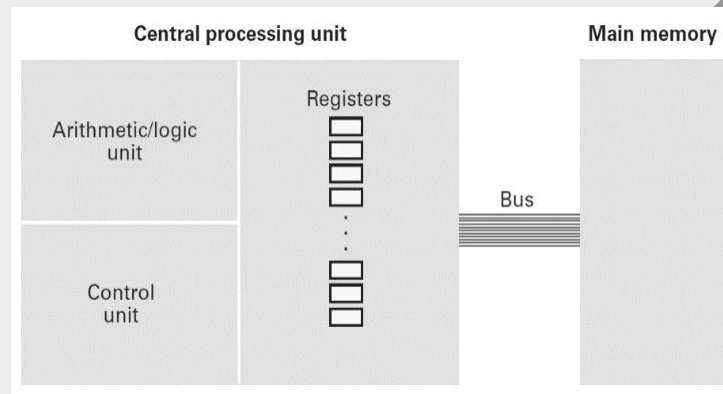 Central processing unit
Main memory
Registers
Arithmetic/logic
unit
Bus
Control
unit